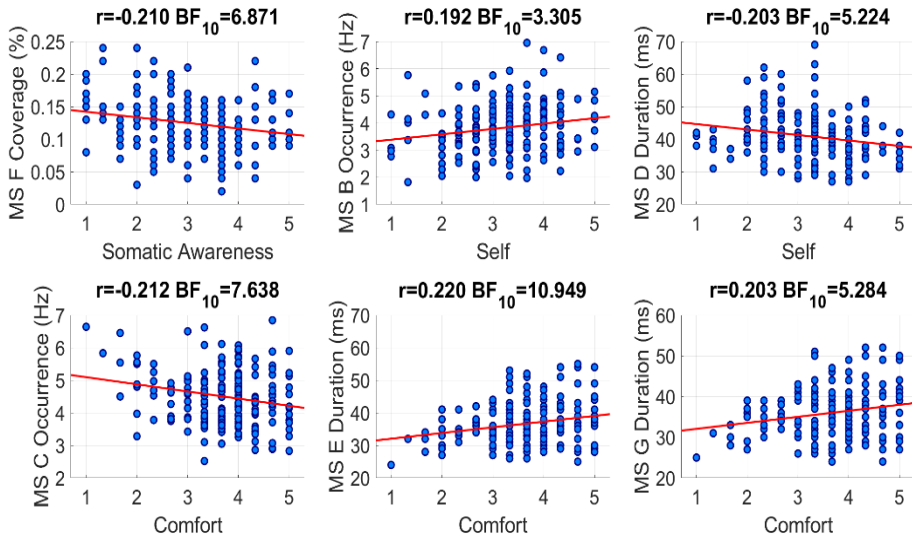 r=-0.210 BF10=6.871
MS F Coverage (%)
0.25
0.2
0.15
0.1
0.05
0
1 2 3 4 5
Somatic Awareness
r=0.192 BF10=3.305
MS B Ocurrence (Hz)
7
6
5
4
3
2
1
1 2 3 4 5
Self
r=-0.203 BF10=5.224
MS D Duration (ms)
70
60
50
40
30
20
1 2 3 4 5
Self
r=-0.212 BF10=7.638
MS C Ocurrence (Hz)
7
6
5
4
3
2
1 2 3 4 5
Comfort
r=0.220 BF10=10.949
MS E Duration (ms)
60
50
40
30
20
1 2 3 4 5
Comfort
r=0.203 BF10=5.284
MS G Duration (ms)
60
50
40
30
20
1 2 3 4 5
Comfort